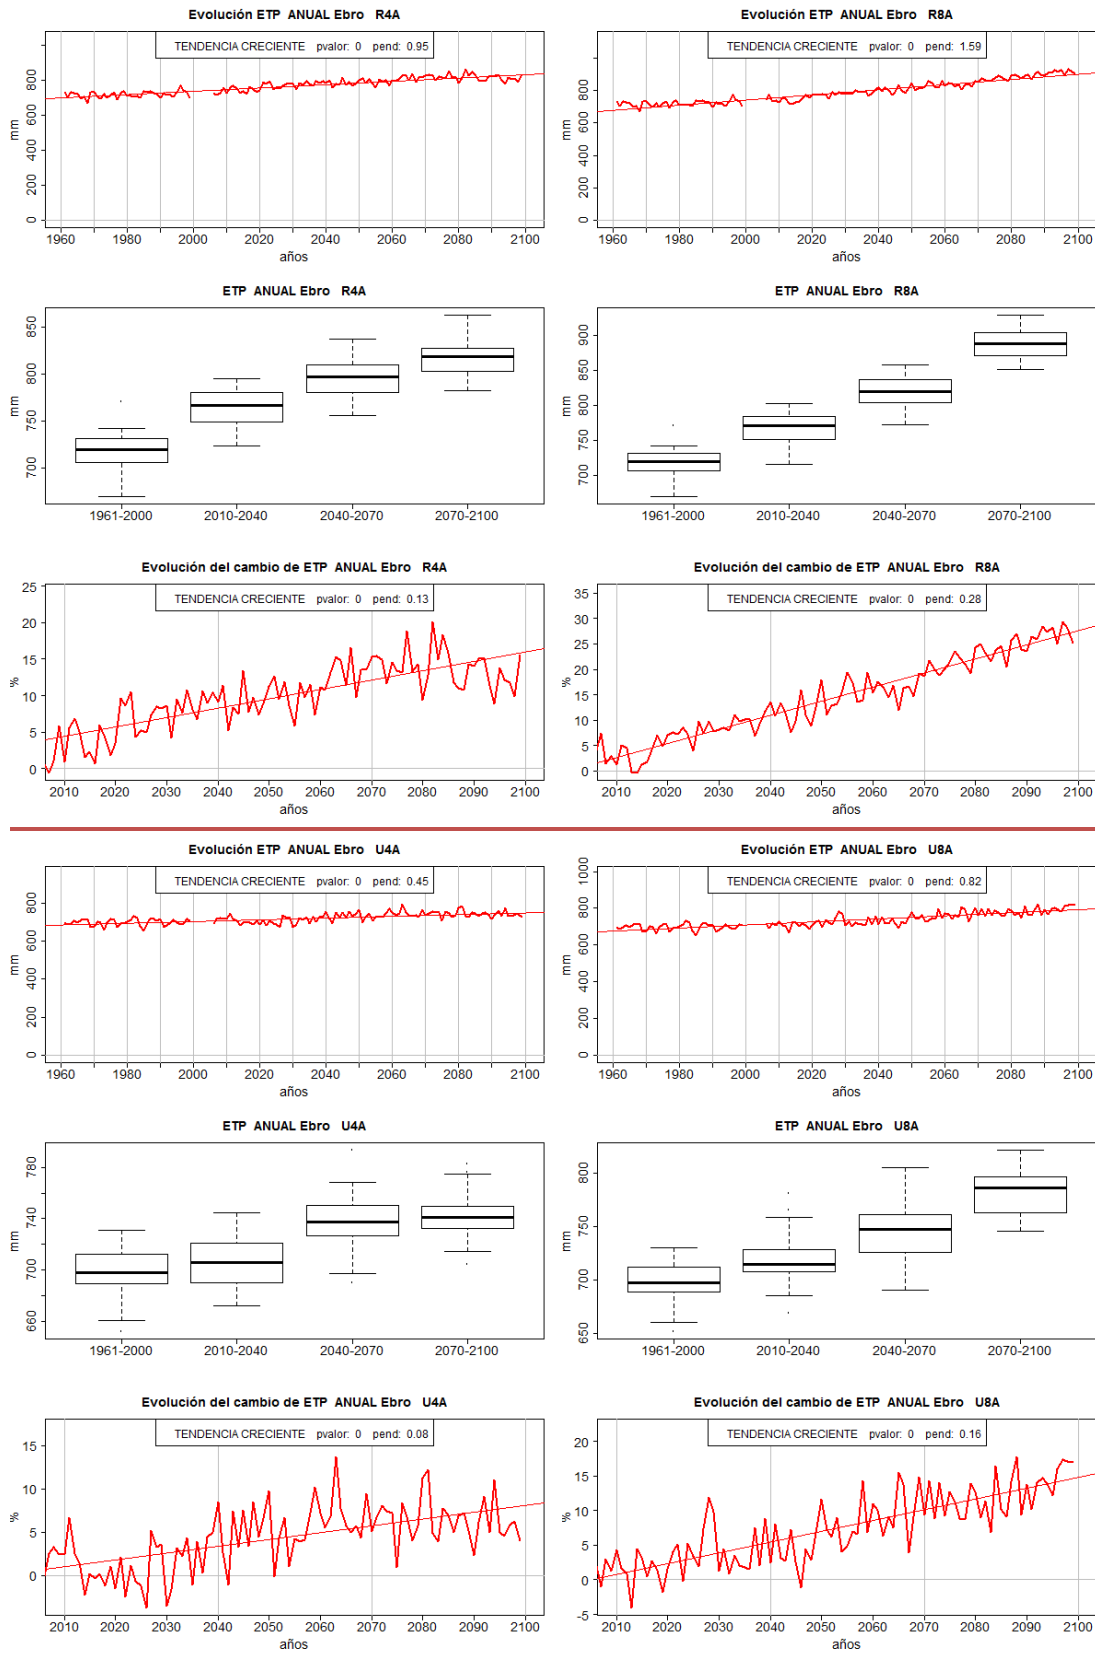 Evolución ETP ANUAL Ebro R4A
TENDENCIA CRECIENTE pvalor: 0 pend: 0.95
mm
0 200 400 600 800
1960 1980 2000 2020 2040 2060 2080 2100
años
Evolución ETP ANUAL Ebro R8A
TENDENCIA CRECIENTE pvalor: 0 pend: 1.59
mm
0 200 400 600 800
1960 1980 2000 2020 2040 2060 2080 2100
años
ETP ANUAL Ebro R4A
mm
700 750 800 850
1961-2000 2010-2040 2040-2070 2070-2100
ETP ANUAL Ebro R8A
mm
700 750 800 850 900
1961-2000 2010-2040 2040-2070 2070-2100
Evolución del cambio de ETP ANUAL Ebro R4A
TENDENCIA CRECIENTE pvalor: 0 pend: 0.13
%
25
20
15
10
5
0
2010 2020 2030 2040 2050 2060 2070 2080 2090 2100
años
Evolución del cambio de ETP ANUAL Ebro R8A
TENDENCIA CRECIENTE pvalor: 0 pend: 0.28
%
35
30
25
20
15
10
5
0
2010 2020 2030 2040 2050 2060 2070 2080 2090 2100
años
Evolución ETP ANUAL Ebro U4A
TENDENCIA CRECIENTE pvalor: 0 pend: 0.45
mm
0 200 400 600 800
1960 1980 2000 2020 2040 2060 2080 2100
años
Evolución ETP ANUAL Ebro U8A
TENDENCIA CRECIENTE pvalor: 0 pend: 0.82
mm
0 200 400 600 800 1000
1960 1980 2000 2020 2040 2060 2080 2100
años
ETP ANUAL Ebro U4A
mm
660 700 740 780
1961-2000 2010-2040 2040-2070 2070-2100
ETP ANUAL Ebro U8A
mm
650 700 750 800
1961-2000 2010-2040 2040-2070 2070-2100
Evolución del cambio de ETP ANUAL Ebro U4A
TENDENCIA CRECIENTE pvalor: 0 pend: 0.08
%
15
10
5
0
2010 2020 2030 2040 2050 2060 2070 2080 2090 2100
años
Evolución del cambio de ETP ANUAL Ebro U8A
TENDENCIA CRECIENTE pvalor: 0 pend: 0.16
%
20
15
10
5
0
-5
2010 2020 2030 2040 2050 2060 2070 2080 2090 2100
años